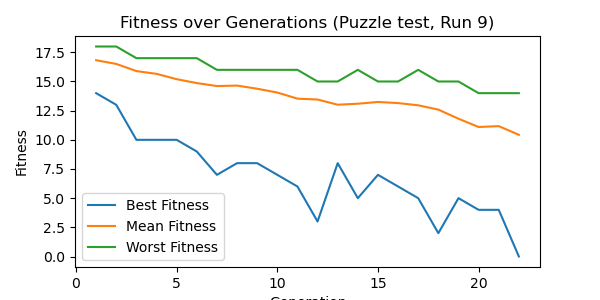 Fitness over Generations (Puzzle test, Run 9)
Fitness
17.5
15.0
12.5
10.0
7.5
5.0
2.5
0.0
Best Fitness
Mean Fitness
Worst Fitness
0 5 10 15 20
Generation